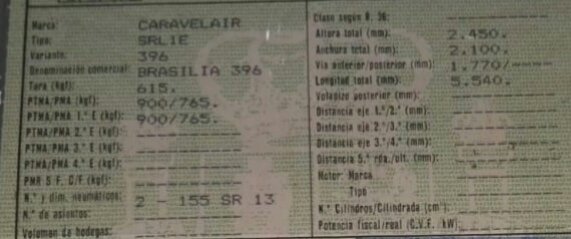 Marca: CARAVELAIR
Tipo: SRL1E
Variante: 396
Denominación comercial: BRASILIA 396
Tara (kgf): 615.
PTMA/PMA (kgf): 900/765.
PTMA/PMA 1.º E (kgf): 900/765.
PTMA/PMA 2.º E (kgf):
PTMA/PMA 3.º E (kgf):
PTMA/PMA 4.º E (kgf):
PMR S F, C/F (kgf):
N.º y dim. neumáticos: 2 - 155 SR 13
N.º de asientos:
Volumen de bodegas:
Clase según R. 36:
Altura total (mm): 2.450.
Anchura total (mm): 2.100.
Vía anterior/posterior (mm): 1.770/
Longitud total (mm): 5.540.
Voladizo posterior (mm):
Distancia eje 1.º/2.º (mm):
Distancia eje 2.º/3.º (mm):
Distancia eje 3.º/4.º (mm):
Distancia 5.ª rda./últ. (mm):
Motor: Marca
Tipo
N.º Cilindros/Cilindrada (cm³):
Potencia fiscal/real (C.V.F. kW):